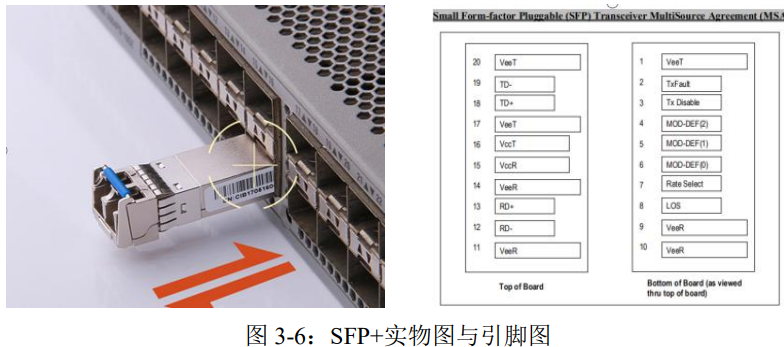 Small Form-factor Pluggable (SFP) Transceiver MultiSource Agreement (MSA
20 VeeT
19 TD-
18 TD+
17 VeeT
16 VccT
15 VccR
14 VeeR
13 RD+
12 RD-
11 VeeR
Top of Board
1 VeeT
2 TxFault
3 Tx Disable
4 MOD-DEF(2)
5 MOD-DEF(1)
6 MOD-DEF(0)
7 Rate Select
8 LOS
9 VeeR
10 VeeR
Bottom of Board (as viewed
thru top of board)
图 3-6：SFP+实物图与引脚图